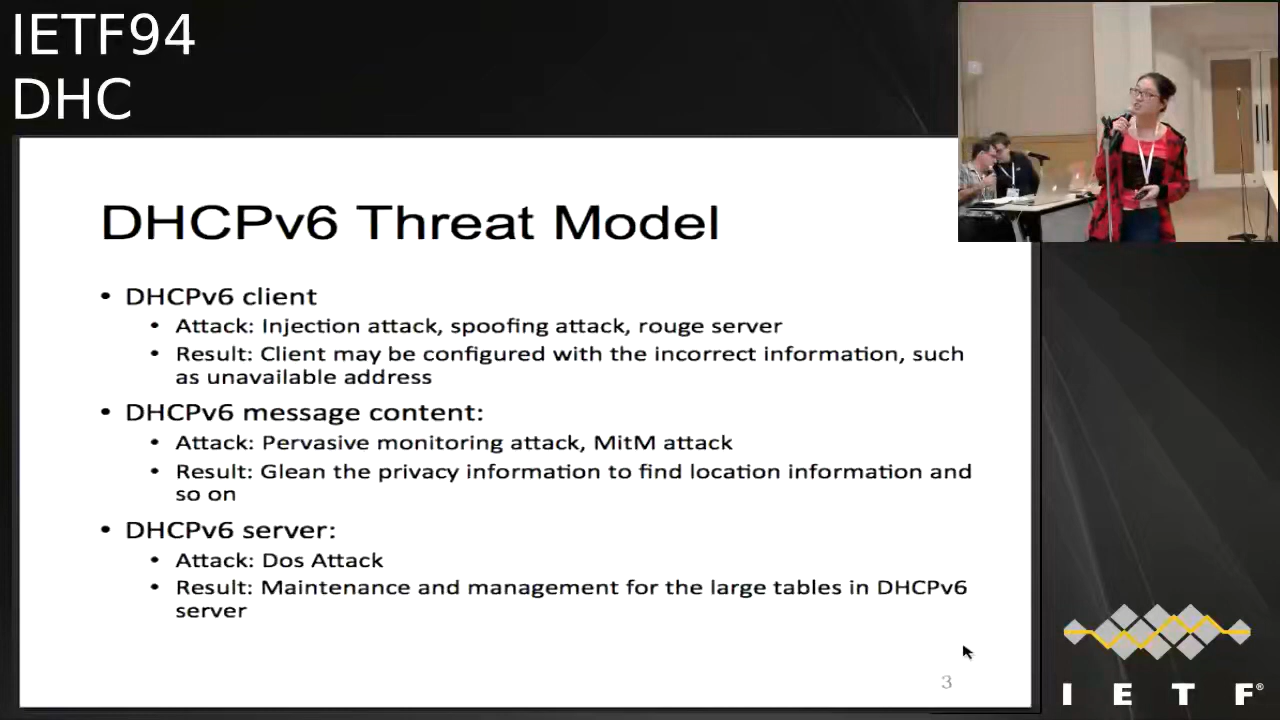 IETF94
DHC
DHCPv6 Threat Model
• DHCPv6 client
• Attack: Injection attack, spoofing attack, rouge server
• Result: Client may be configured with the incorrect information, such
as unavailable address
• DHCPv6 message content:
• Attack: Pervasive monitoring attack, MitM attack
• Result: Glean the privacy information to find location information and
so on
• DHCPv6 server:
• Attack: Dos Attack
• Result: Maintenance and management for the large tables in DHCPv6
server
3
I E T F®